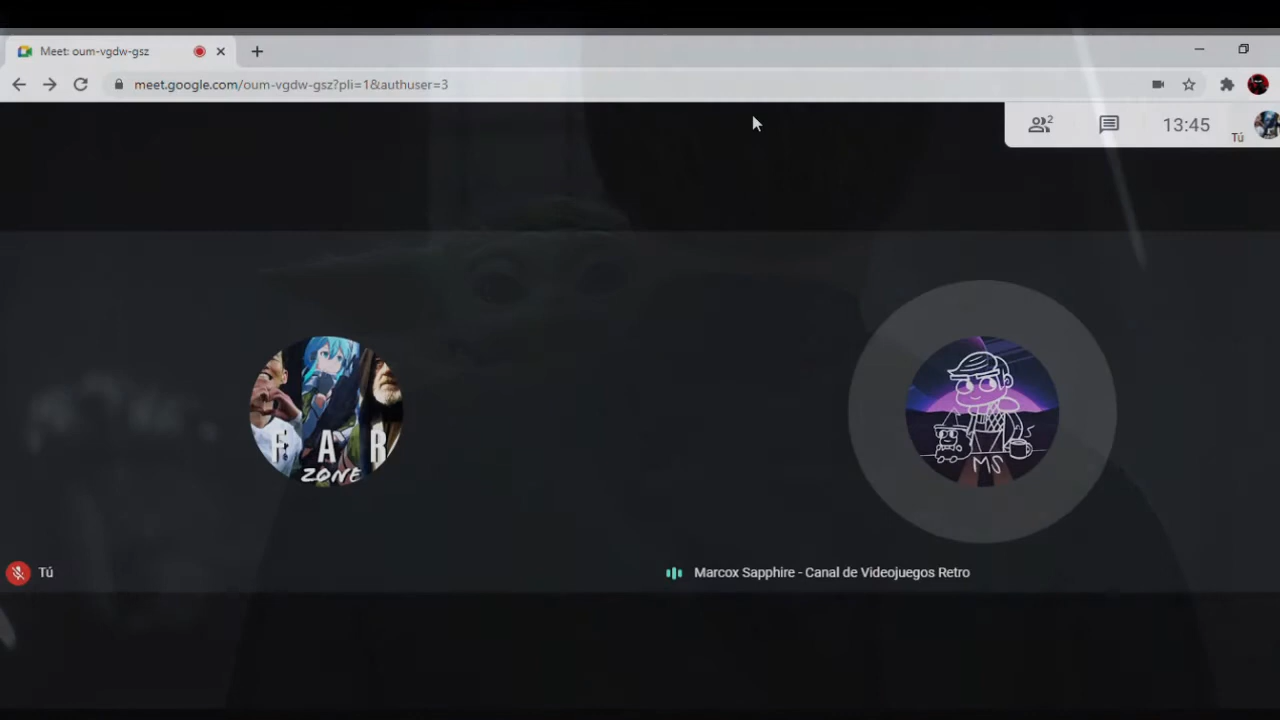 Meet: oum-vgdw-gsz
meet.google.com/oum-vgdw-gsz?pli=1&authuser=3
2
13:45
Tú
FAR
ZONE
MS
Tú
Marcox Sapphire - Canal de Videojuegos Retro